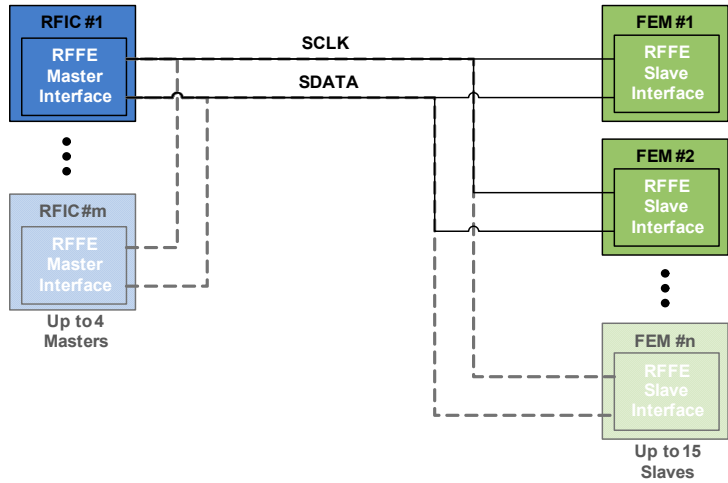 RFIC #1
RFFE
Master
Interface
SCLK
SDATA
FEM #1
RFFE
Slave
Interface
FEM #2
RFFE
Slave
Interface
RFIC #m
RFFE
Master
Interface
Up to 4
Masters
FEM #n
RFFE
Slave
Interface
Up to 15
Slaves